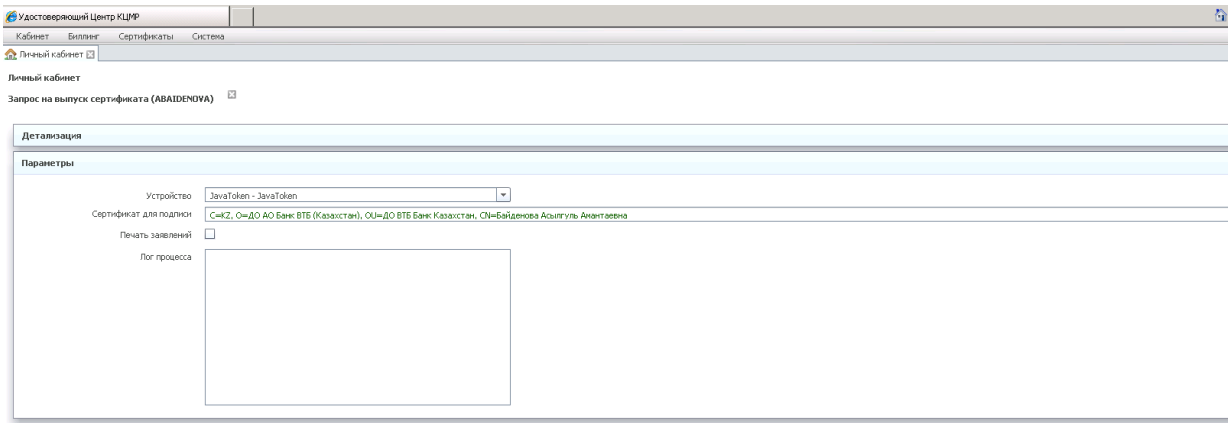 Удостоверяющий Центр КЦМР
Кабинет Биллинг Сертификаты Система
Личный кабинет
Личный кабинет
Запрос на выпуск сертификата (ABAIDENOVA)
Детализация
Параметры
Устройство JavaToken - JavaToken
Сертификат для подписи C=KZ, O=ДО АО Банк ВТБ (Казахстан), OU=ДО ВТБ Банк Казахстан, CN=Байденова Асылгуль Амантаевна
Печать заявлений
Лог процесса